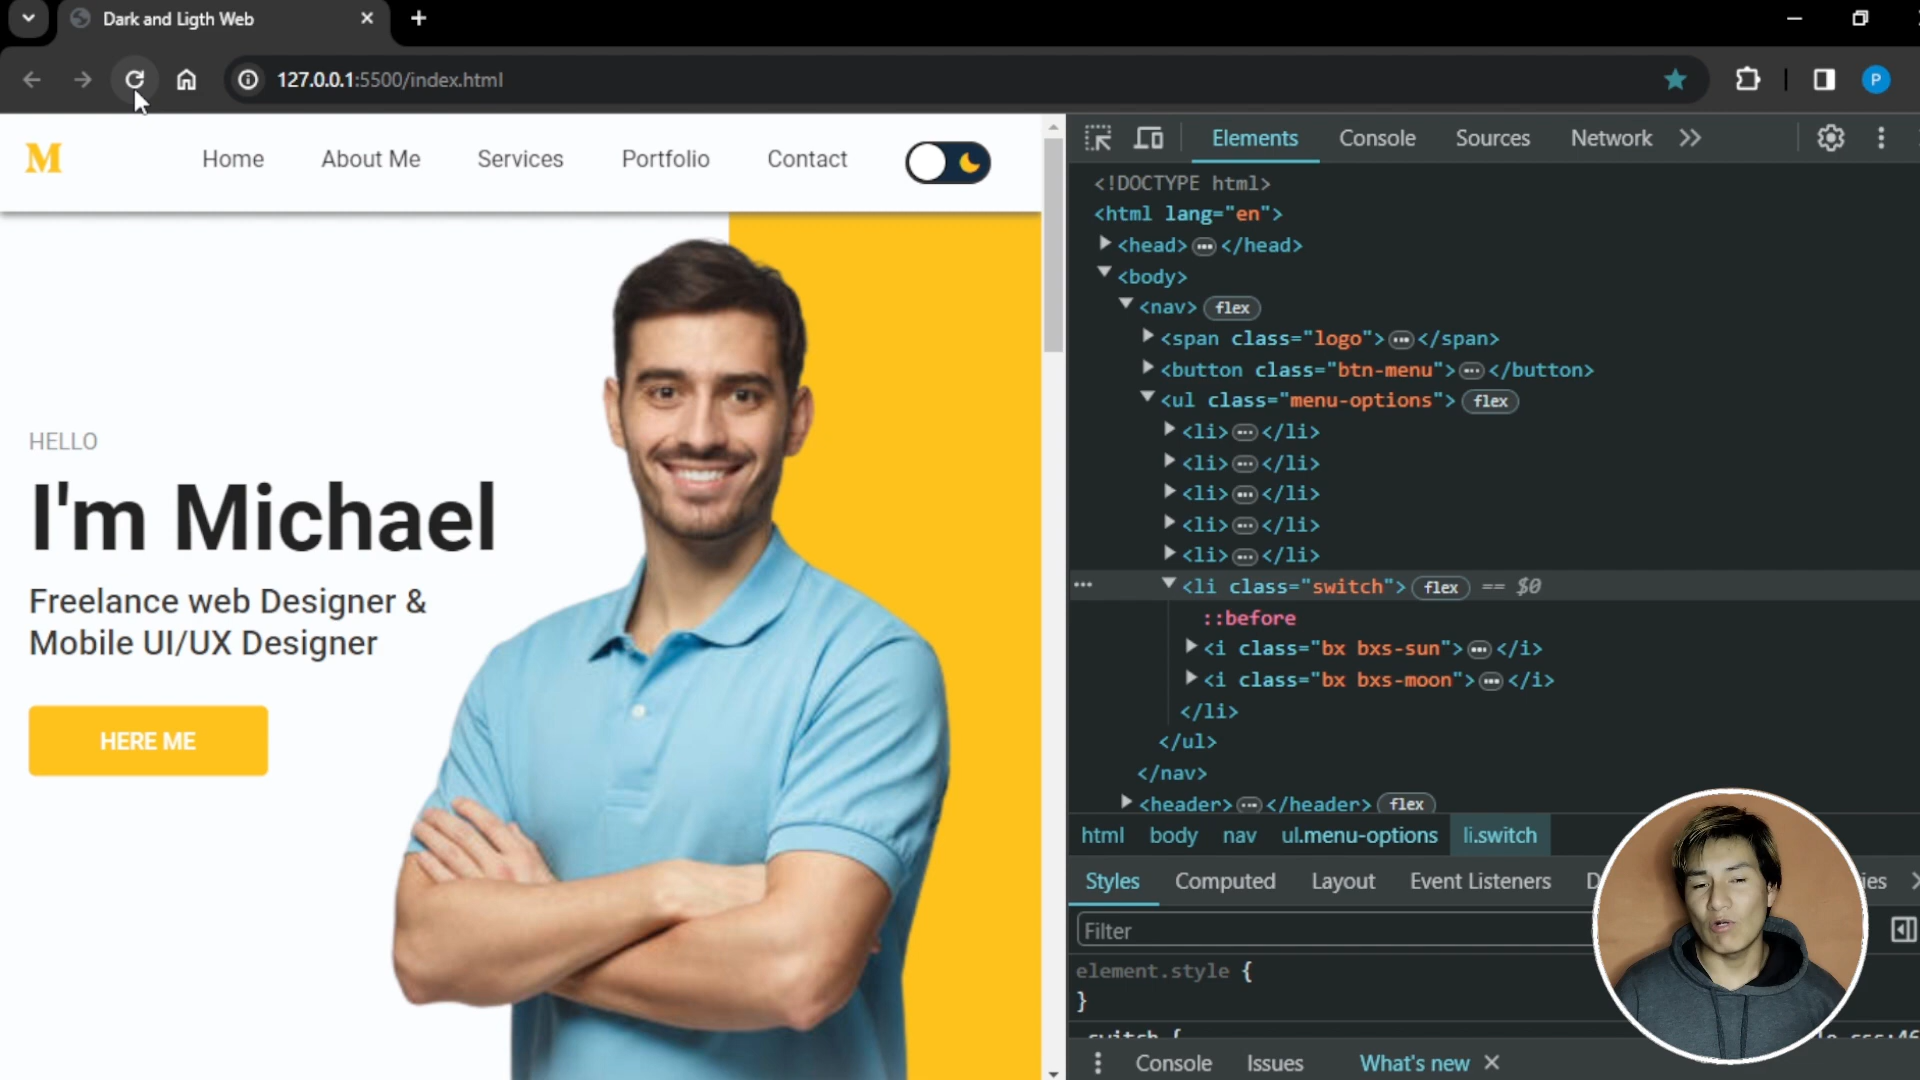 Dark and Ligth Web
127.0.0.1:5500/index.html
P
M
Home About Me Services Portfolio Contact
HELLO
I'm Michael
Freelance web Designer &
Mobile UI/UX Designer
HERE ME
Elements Console Sources Network
<!DOCTYPE html>
<html lang="en">
<head> ••• </head>
<body>
<nav> flex
<span class="logo"> ••• </span>
<button class="btn-menu"> ••• </button>
<ul class="menu-options"> flex
<li> ••• </li>
<li> ••• </li>
<li> ••• </li>
<li> ••• </li>
<li> ••• </li>
<li class="switch"> flex == $0
::before
<i class="bx bxs-sun"> ••• </i>
<i class="bx bxs-moon"> ••• </i>
</li>
</ul>
</nav>
<header> ••• </header> flex
html body nav ul.menu-options li.switch
Styles Computed Layout Event Listeners
Filter
element.style {
}
Console Issues What's new